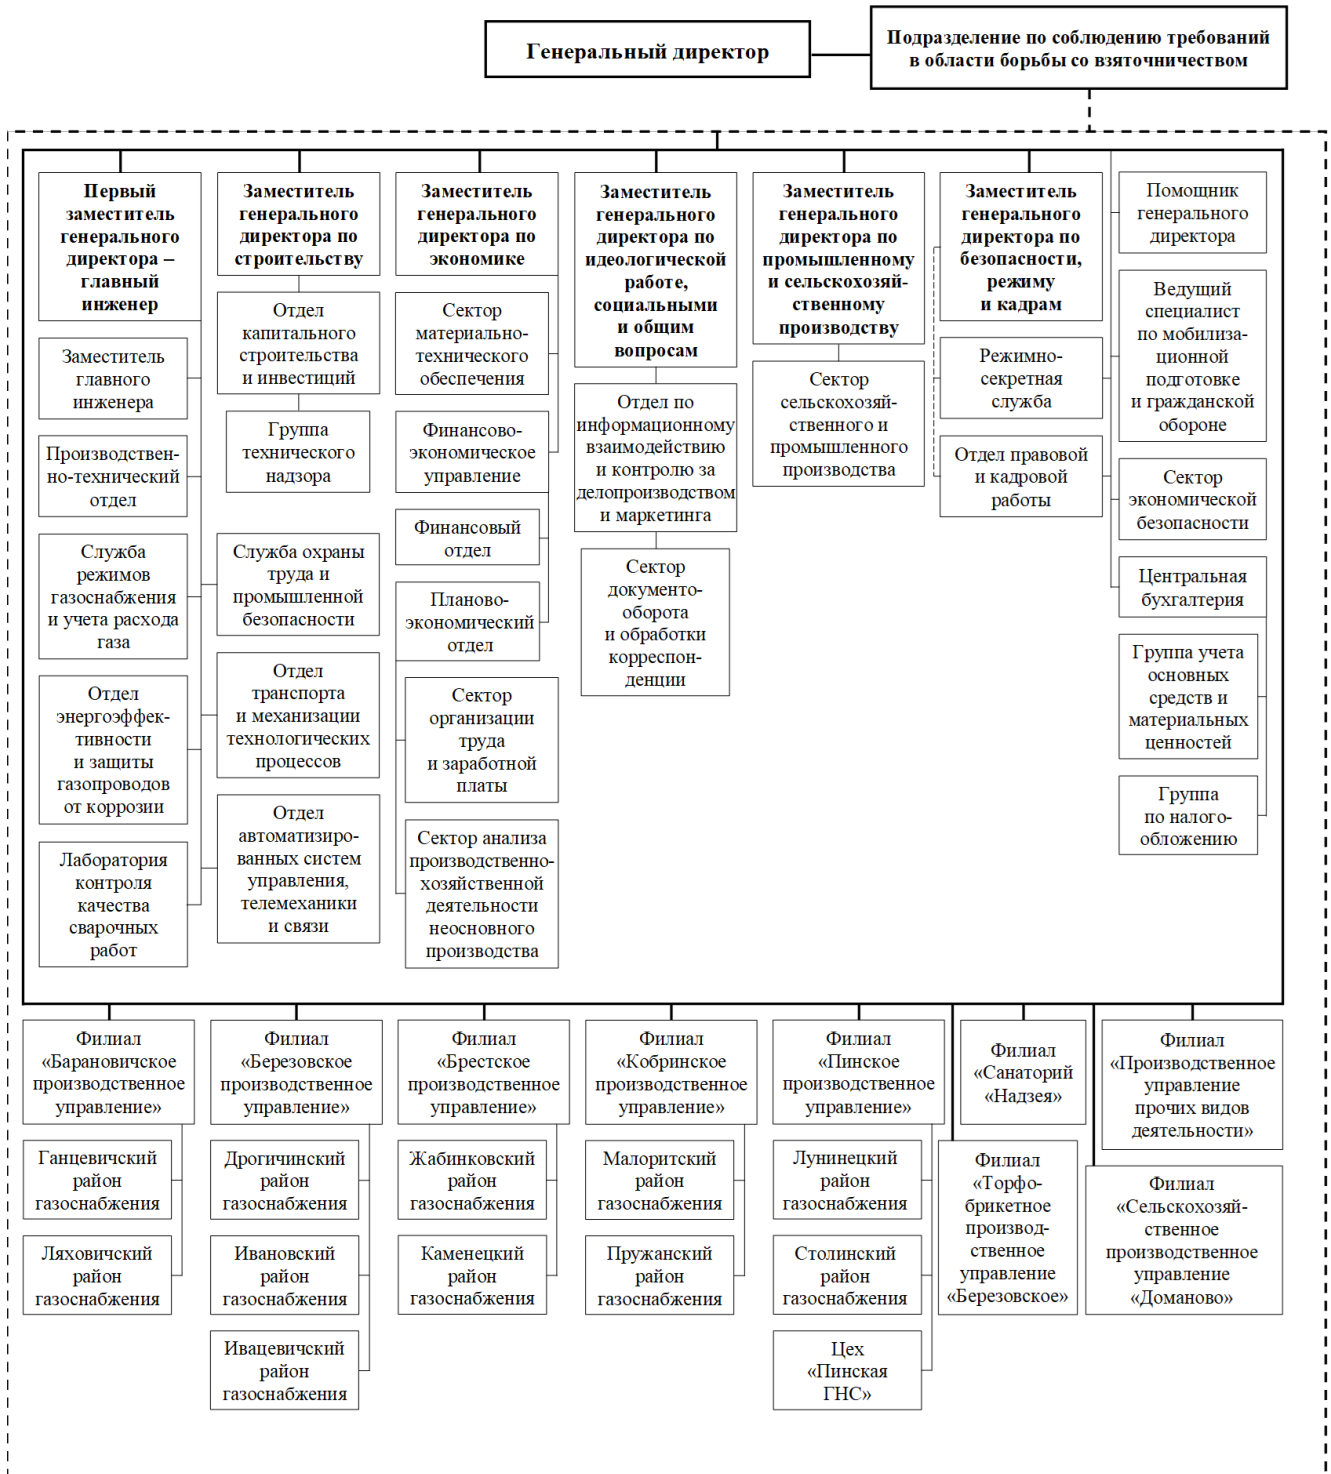 Генеральный директор
Подразделение по соблюдению требований
в области борьбы со взяточничеством
Первый
заместитель
генерального
директора –
главный
инженер
Заместитель
главного
инженера
Производствен-
но-технический
отдел
Служба
режимов
газоснабжения
и учета расхода
газа
Отдел
энергоэффек-
тивности
и защиты
газопроводов
от коррозии
Лаборатория
контроля
качества
сварочных
работ
Заместитель
генерального
директора по
строительству
Отдел
капитального
строительства
и инвестиций
Группа
технического
надзора
Служба охраны
труда и
промышленной
безопасности
Отдел
транспорта
и механизации
технологических
процессов
Отдел
автоматизиро-
ванных систем
управления,
телемеханики
и связи
Заместитель
генерального
директора по
экономике
Сектор
материально-
технического
обеспечения
Финансово-
экономическое
управление
Финансовый
отдел
Планово-
экономический
отдел
Сектор
организации
труда
и заработной
платы
Сектор анализа
производственно-
хозяйственной
деятельности
неосновного
производства
Заместитель
генерального
директора по
идеологической
работе,
социальными
и общим
вопросам
Отдел по
информационному
взаимодействию
и контролю за
делопроизводством
и маркетинга
Сектор
документо-
оборота
и обработки
корреспон-
денции
Заместитель
генерального
директора по
промышленному
и сельскохозяй-
ственному
производству
Сектор
сельскохозяй-
ственного и
промышленного
производства
Заместитель
генерального
директора по
безопасности,
режиму
и кадрам
Режимно-
секретная
служба
Отдел правовой
и кадровой
работы
Помощник
генерального
директора
Ведущий
специалист
по мобилиза-
ционной
подготовке
и гражданской
обороне
Сектор
экономической
безопасности
Центральная
бухгалтерия
Группа учета
основных
средств и
материальных
ценностей
Группа
по налого-
обложению
Филиал
«Барановичское
производственное
управление»
Ганцевичский
район
газоснабжения
Ляховичский
район
газоснабжения
Филиал
«Березовское
производственное
управление»
Дрогичинский
район
газоснабжения
Ивановский
район
газоснабжения
Ивацевичский
район
газоснабжения
Филиал
«Брестское
производственное
управление»
Жабинковский
район
газоснабжения
Каменецкий
район
газоснабжения
Филиал
«Кобринское
производственное
управление»
Малоритский
район
газоснабжения
Пружанский
район
газоснабжения
Филиал
«Пинское
производственное
управление»
Лунинецкий
район
газоснабжения
Столинский
район
газоснабжения
Цех
«Пинская
ГНС»
Филиал
«Санаторий
«Надзея»
Филиал
«Торфо-
брикетное
производ-
ственное
управление
«Березовское»
Филиал
«Производственное
управление
прочих видов
деятельности»
Филиал
«Сельскохозяй-
ственное
производственное
управление
«Доманово»